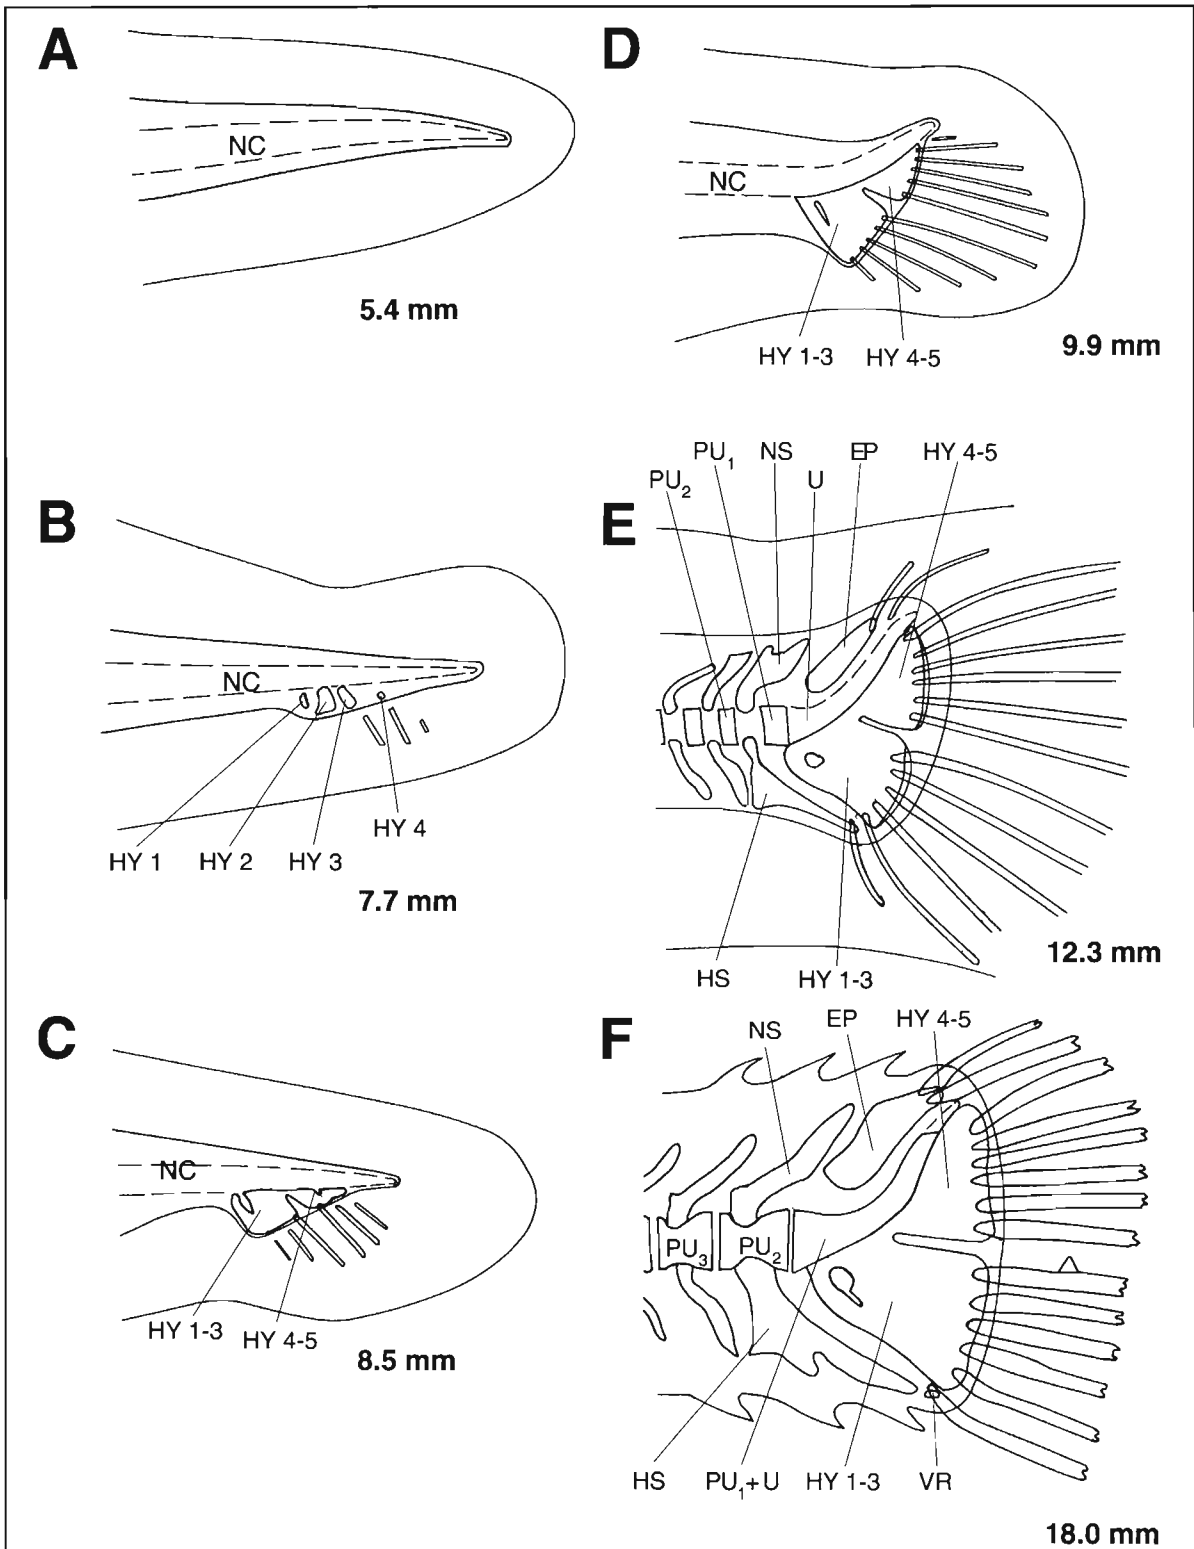 A
NC
5.4 mm
B
NC
HY 4
HY 1 HY 2 HY 3
7.7 mm
C
NC
HY 1-3 HY 4-5
8.5 mm
D
NC
HY 1-3 HY 4-5
9.9 mm
PU₁ NS EP HY 4-5
PU₂ U
E
HS HY 1-3
12.3 mm
F
NS EP HY 4-5
PU₃ PU₂
HS PU₁+U HY 1-3 VR
18.0 mm